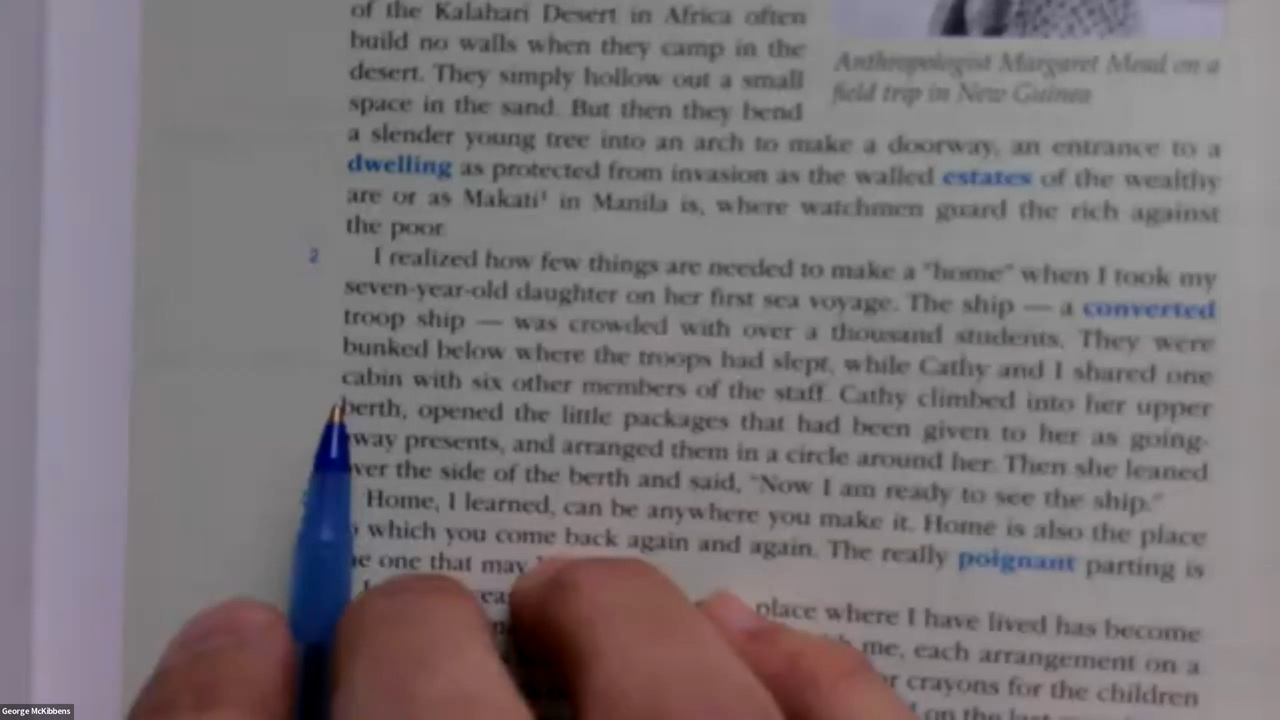 of the Kalahari Desert in Africa often
build no walls when they camp in the
desert. They simply hollow out a small
space in the sand. But then they bend
Anthropologist Margaret Mead on a
field trip in New Guinea
a slender young tree into an arch to make a doorway, an entrance to a
dwelling as protected from invasion as the walled estates of the wealthy
are or as Makati¹ in Manila is, where watchmen guard the rich against
the poor.
2
I realized how few things are needed to make a "home" when I took my
seven-year-old daughter on her first sea voyage. The ship — a converted
troop ship — was crowded with over a thousand students. They were
bunked below where the troops had slept, while Cathy and I shared one
cabin with six other members of the staff. Cathy climbed into her upper
berth, opened the little packages that had been given to her as going-
way presents, and arranged them in a circle around her. Then she leaned
ver the side of the berth and said, "Now I am ready to see the ship."
Home, I learned, can be anywhere you make it. Home is also the place
which you come back again and again. The really poignant parting is
one that may
place where I have lived has become
me, each arrangement on a
r crayons for the children
on the last
George McKibbens